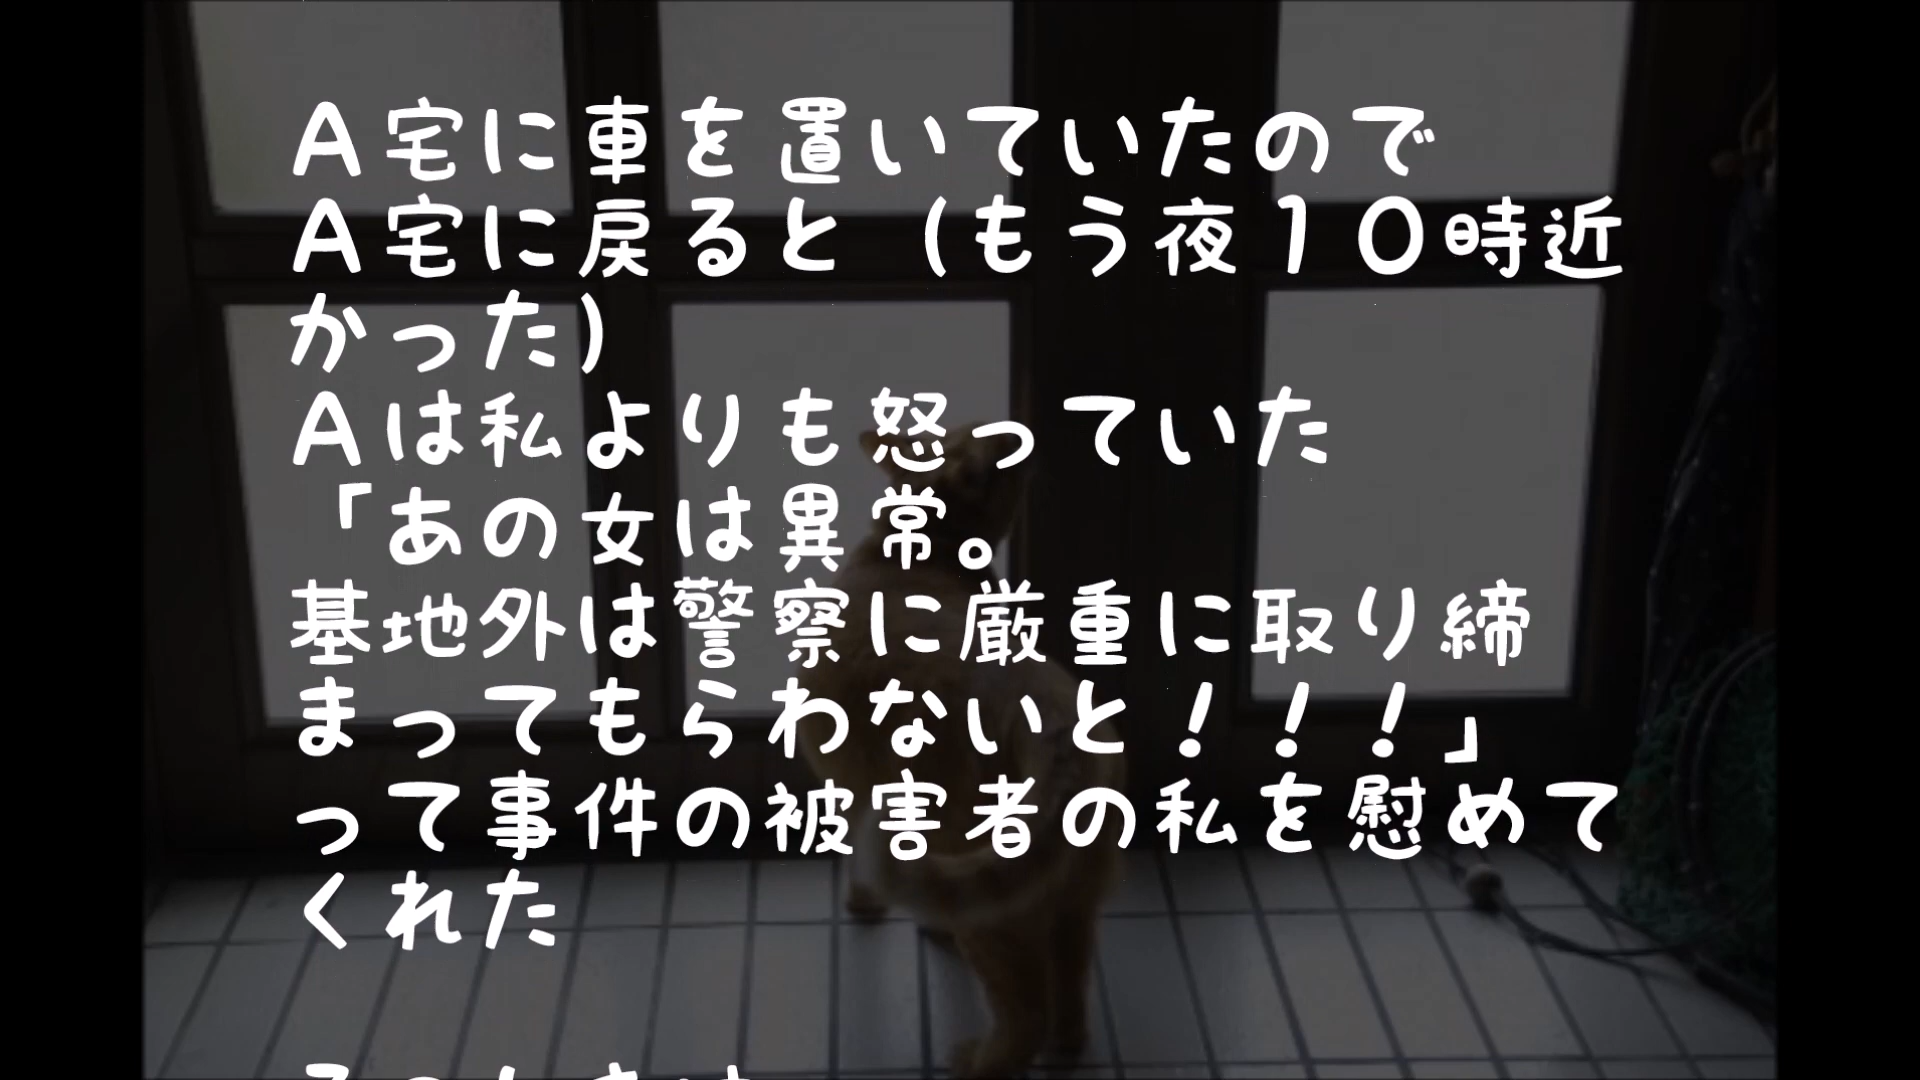 Ａ宅に車を置いていたので
Ａ宅に戻ると（もう夜１０時近
かった）
Ａは私よりも怒っていた
「あの女は異常。
基地外は警察に厳重に取り締
まってもらわないと！！！」
って事件の被害者の私を慰めて
くれた